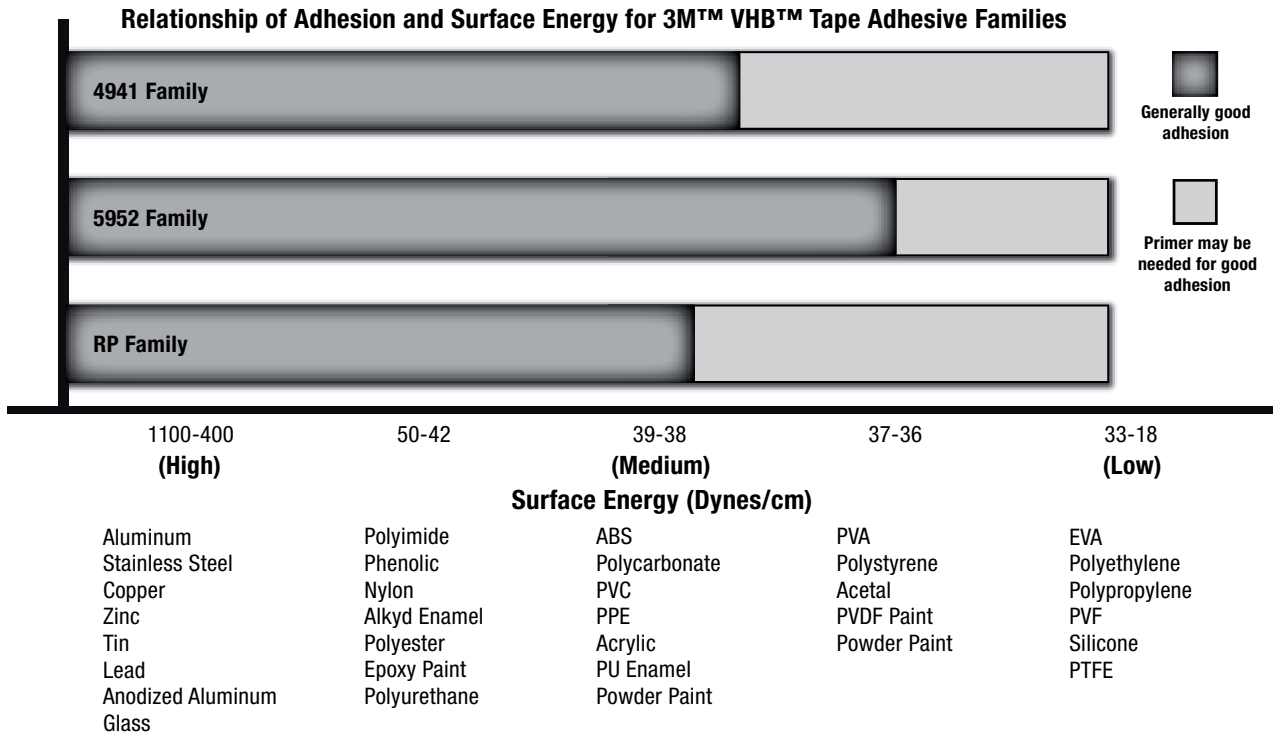 Relationship of Adhesion and Surface Energy for 3M™ VHB™ Tape Adhesive Families
4941 Family
Generally good
adhesion
5952 Family
Primer may be
needed for good
adhesion
RP Family
1100-400 50-42 39-38 37-36 33-18
(High) (Medium) (Low)
Surface Energy (Dynes/cm)
Aluminum Polyimide ABS PVA EVA
Stainless Steel Phenolic Polycarbonate Polystyrene Polyethylene
Copper Nylon PVC Acetal Polypropylene
Zinc Alkyd Enamel PPE PVDF Paint PVF
Tin Polyester Acrylic Powder Paint Silicone
Lead Epoxy Paint PU Enamel PTFE
Anodized Aluminum Polyurethane Powder Paint
Glass